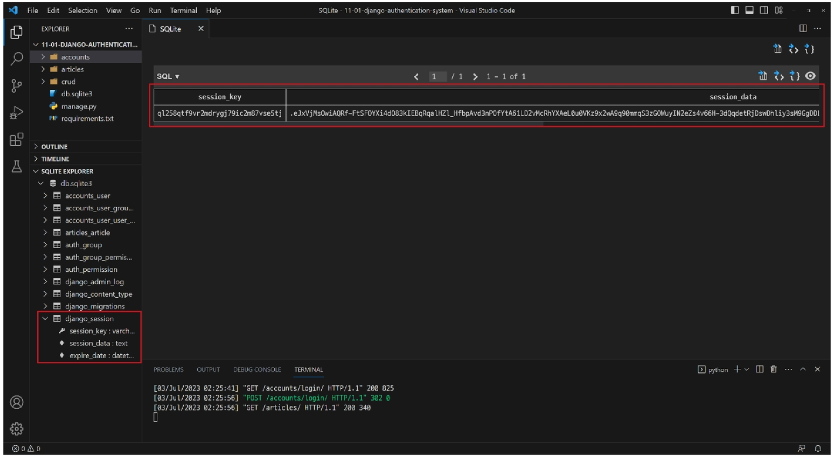 File Edit Selection View Go Run Terminal Help
SQLite - 11-01-django-authentication-system - Visual Studio Code
EXPLORER
SQLite
11-01-DJANGO-AUTHENTICATI...
accounts
articles
crud
db.sqlite3
manage.py
requirements.txt
OUTLINE
TIMELINE
SQLITE EXPLORER
db.sqlite3
accounts_user
accounts_user_grou...
accounts_user_user_...
articles_article
auth_group
auth_group_permis...
auth_permission
django_admin_log
django_content_type
django_migrations
django_session
session_key : varch...
session_data : text
expire_date : datet...
SQL
1 / 1 1 - 1 of 1
session_key session_data
PROBLEMS OUTPUT DEBUG CONSOLE TERMINAL
python
[03/Jul/2023 02:25:41] "GET /accounts/login/ HTTP/1.1" 200 825
[03/Jul/2023 02:25:56] "POST /accounts/login/ HTTP/1.1" 302 0
[03/Jul/2023 02:25:56] "GET /articles/ HTTP/1.1" 200 340
0 0